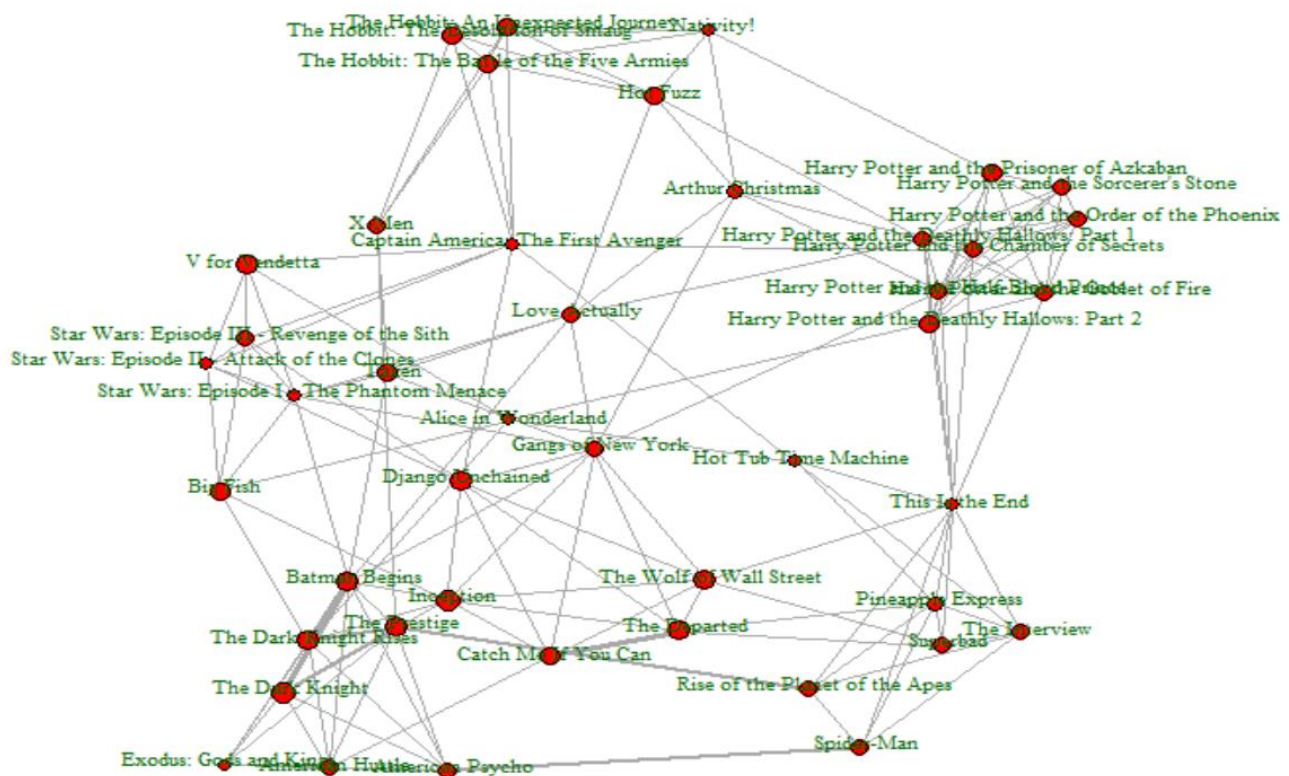 The Hobbit: An Unexpected Journey
Nativity!
The Hobbit: The Desolation of Smaug
The Hobbit: The Battle of the Five Armies
Hot Fuzz
Harry Potter and the Prisoner of Azkaban
Harry Potter and the Sorcerer's Stone
Arthur Christmas
Harry Potter and the Order of the Phoenix
X-Men
Harry Potter and the Deathly Hallows: Part 1
Captain America: The First Avenger
Harry Potter and the Chamber of Secrets
V for Vendetta
Harry Potter and the Half-Blood Prince
Harry Potter and the Goblet of Fire
Love Actually
Harry Potter and the Deathly Hallows: Part 2
Star Wars: Episode III - Revenge of the Sith
Star Wars: Episode II - Attack of the Clones
Taken
Star Wars: Episode I - The Phantom Menace
Alice in Wonderland
Gangs of New York
Hot Tub Time Machine
Django Unchained
Big Fish
This Is the End
Batman Begins
The Wolf of Wall Street
Inception
Pineapple Express
The Prestige
The Departed
The Interview
The Dark Knight Rises
Superbad
Catch Me If You Can
The Dark Knight
Rise of the Planet of the Apes
Spider-Man
Exodus: Gods and Kings
American Hustle
American Psycho